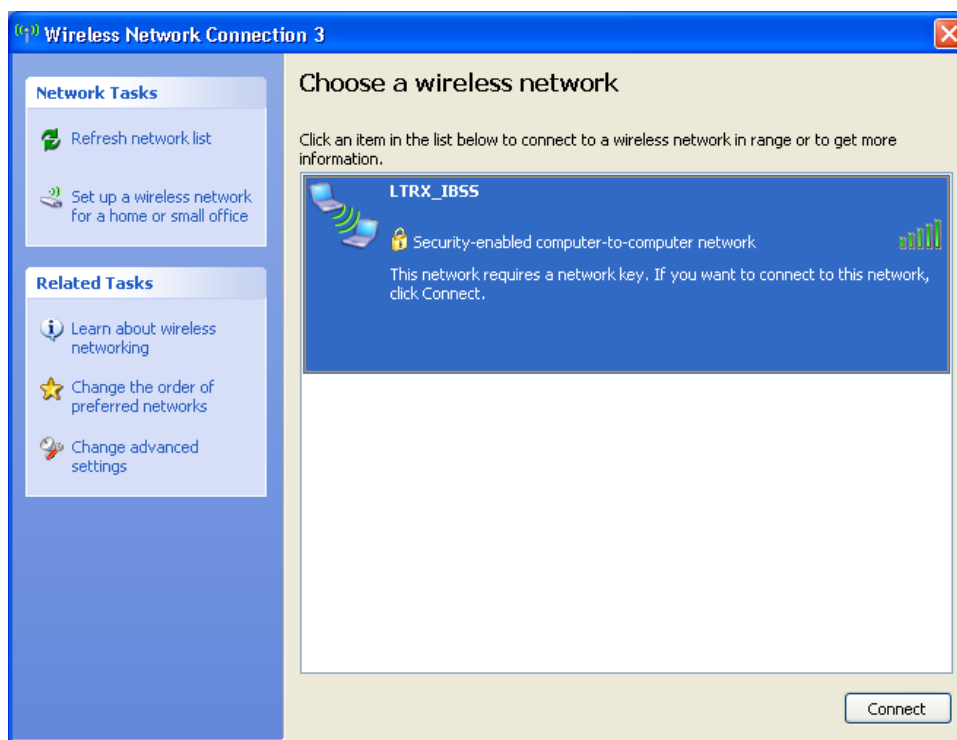 Wireless Network Connection 3
Network Tasks
Refresh network list
Set up a wireless network
for a home or small office
Related Tasks
Learn about wireless
networking
Change the order of
preferred networks
Change advanced
settings
Choose a wireless network
Click an item in the list below to connect to a wireless network in range or to get more
information.
LTRX_IBSS
Security-enabled computer-to-computer network
This network requires a network key. If you want to connect to this network,
click Connect.
Connect